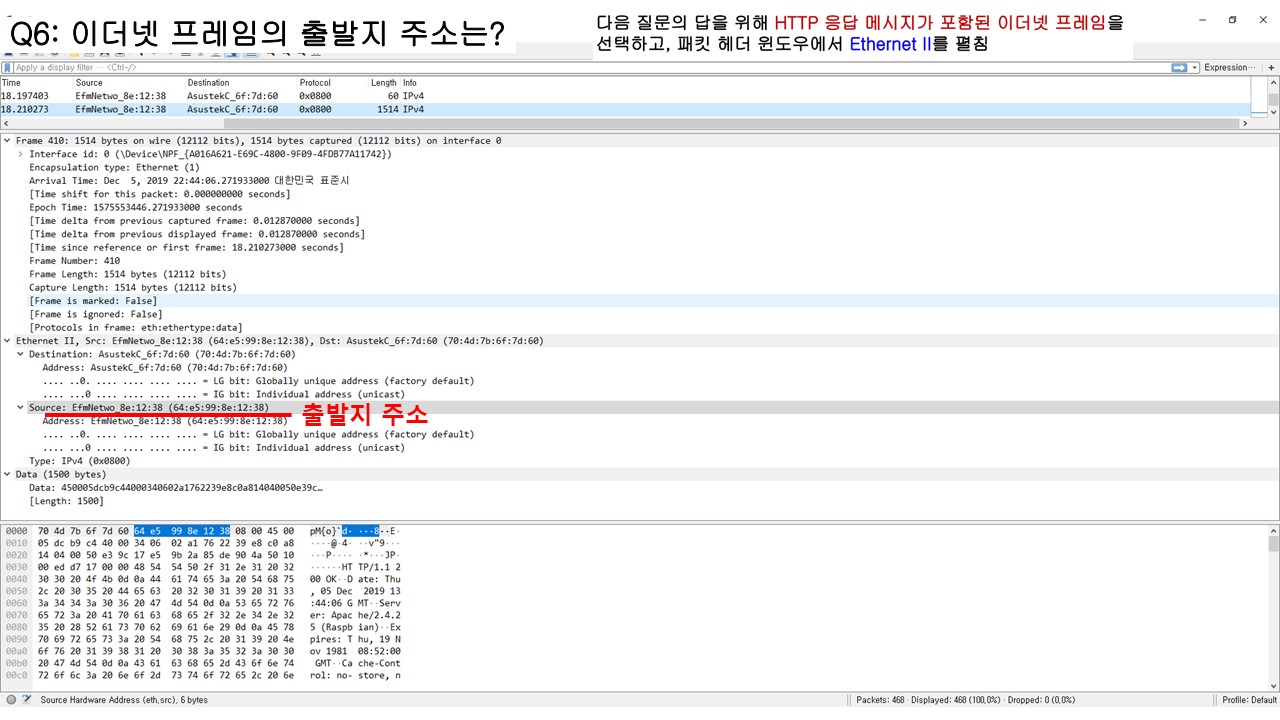 Q6: 이더넷 프레임의 출발지 주소는?
다음 질문의 답을 위해 HTTP 응답 메시지가 포함된 이더넷 프레임을
선택하고, 패킷 헤더 윈도우에서 Ethernet II를 펼침
Apply a display filter ··· <Ctrl-/>
Expression··· +
Time Source Destination Protocol Length Info
18.197403 EfmNetwo_8e:12:38 AsustekC_6f:7d:60 0x0800 60 IPv4
18.210273 EfmNetwo_8e:12:38 AsustekC_6f:7d:60 0x0800 1514 IPv4
Frame 410: 1514 bytes on wire (12112 bits), 1514 bytes captured (12112 bits) on interface 0
Interface id: 0 (\Device\NPF_{A016A621-E69C-4800-9F09-4FDB77A11742})
Encapsulation type: Ethernet (1)
Arrival Time: Dec  5, 2019 22:44:06.271933000 대한민국 표준시
[Time shift for this packet: 0.000000000 seconds]
Epoch Time: 1575553446.271933000 seconds
[Time delta from previous captured frame: 0.012870000 seconds]
[Time delta from previous displayed frame: 0.012870000 seconds]
[Time since reference or first frame: 18.210273000 seconds]
Frame Number: 410
Frame Length: 1514 bytes (12112 bits)
Capture Length: 1514 bytes (12112 bits)
[Frame is marked: False]
[Frame is ignored: False]
[Protocols in frame: eth:ethertype:data]
Ethernet II, Src: EfmNetwo_8e:12:38 (64:e5:99:8e:12:38), Dst: AsustekC_6f:7d:60 (70:4d:7b:6f:7d:60)
Destination: AsustekC_6f:7d:60 (70:4d:7b:6f:7d:60)
Address: AsustekC_6f:7d:60 (70:4d:7b:6f:7d:60)
.... ..0. .... .... .... .... = LG bit: Globally unique address (factory default)
.... ...0 .... .... .... .... = IG bit: Individual address (unicast)
Source: EfmNetwo_8e:12:38 (64:e5:99:8e:12:38)
출발지 주소
Address: EfmNetwo_8e:12:38 (64:e5:99:8e:12:38)
.... ..0. .... .... .... .... = LG bit: Globally unique address (factory default)
.... ...0 .... .... .... .... = IG bit: Individual address (unicast)
Type: IPv4 (0x0800)
Data (1500 bytes)
Data: 450005dcb9c44000340602a1762239e8c0a814040050e39c…
[Length: 1500]
0000 70 4d 7b 6f 7d 60 64 e5 99 8e 12 38 08 00 45 00 pM{o}`d· ···8··E·
0010 05 dc b9 c4 40 00 34 06 02 a1 76 22 39 e8 c0 a8 ····@·4· ··v"9···
0020 14 04 00 50 e3 9c 17 e5 9b 2a 85 de 90 4a 50 10 ···P···· ·*···JP·
0030 00 ed d7 17 00 00 48 54 54 50 2f 31 2e 31 20 32 ······HT TP/1.1 2
0040 30 30 20 4f 4b 0d 0a 44 61 74 65 3a 20 54 68 75 00 OK··D ate: Thu
0050 2c 20 30 35 20 44 65 63 20 32 30 31 39 20 31 33 , 05 Dec 2019 13
0060 3a 34 34 3a 30 36 20 47 4d 54 0d 0a 53 65 72 76 :44:06 G MT··Serv
0070 65 72 3a 20 41 70 61 63 68 65 2f 32 2e 34 2e 32 er: Apac he/2.4.2
0080 35 20 28 52 61 73 70 62 69 61 6e 29 0d 0a 45 78 5 (Raspb ian)··Ex
0090 70 69 72 65 73 3a 20 54 68 75 2c 20 31 39 20 4e pires: T hu, 19 N
00a0 6f 76 20 31 39 38 31 20 30 38 3a 35 32 3a 30 30 ov 1981 08:52:00
00b0 20 47 4d 54 0d 0a 43 61 63 68 65 2d 43 6f 6e 74 GMT··Ca che-Cont
00c0 72 6f 6c 3a 20 6e 6f 2d 73 74 6f 72 65 2c 20 6e rol: no- store, n
Source Hardware Address (eth,src), 6 bytes
Packets: 468 · Displayed: 468 (100,0%) · Dropped: 0 (0,0%)
Profile: Default